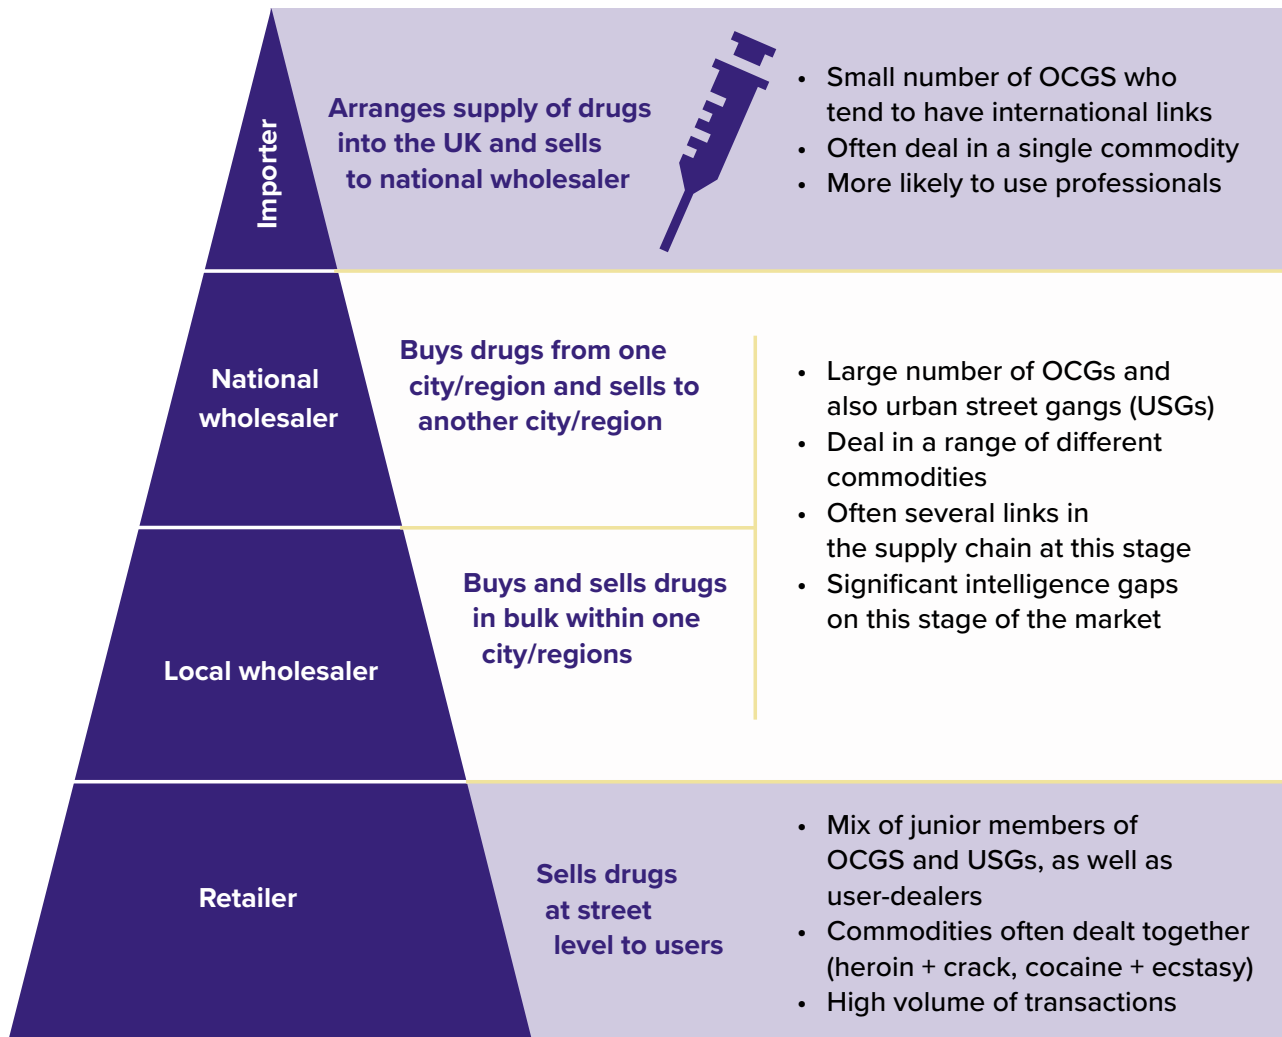 Importer
Arranges supply of drugs
into the UK and sells
to national wholesaler
• Small number of OCGS who
tend to have international links
• Often deal in a single commodity
• More likely to use professionals
National
wholesaler
Buys drugs from one
city/region and sells to
another city/region
Local wholesaler
Buys and sells drugs
in bulk within one
city/regions
• Large number of OCGs and
also urban street gangs (USGs)
• Deal in a range of different
commodities
• Often several links in
the supply chain at this stage
• Significant intelligence gaps
on this stage of the market
Retailer
Sells drugs
at street
level to users
• Mix of junior members of
OCGS and USGs, as well as
user-dealers
• Commodities often dealt together
(heroin + crack, cocaine + ecstasy)
• High volume of transactions